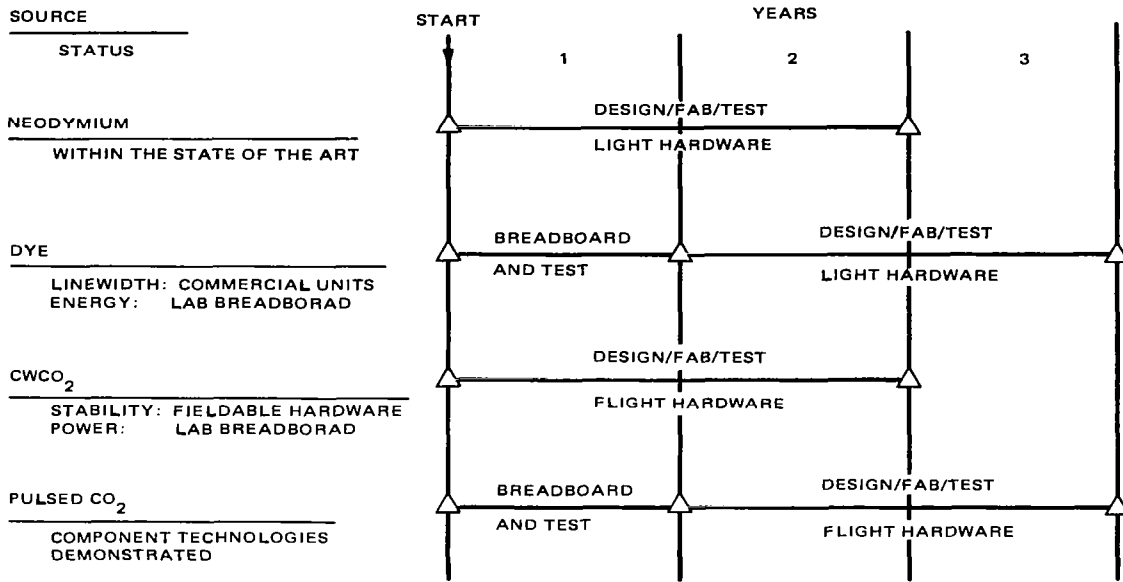 SOURCE
STATUS
START
YEARS
1
2
3
NEODYMIUM
WITHIN THE STATE OF THE ART
DESIGN/FAB/TEST
LIGHT HARDWARE
DYE
LINEWIDTH: COMMERCIAL UNITS
ENERGY: LAB BREADBORAD
BREADBOARD
AND TEST
DESIGN/FAB/TEST
LIGHT HARDWARE
CWCO2
STABILITY: FIELDABLE HARDWARE
POWER: LAB BREADBORAD
DESIGN/FAB/TEST
FLIGHT HARDWARE
PULSED CO2
COMPONENT TECHNOLOGIES
DEMONSTRATED
BREADBOARD
AND TEST
DESIGN/FAB/TEST
FLIGHT HARDWARE